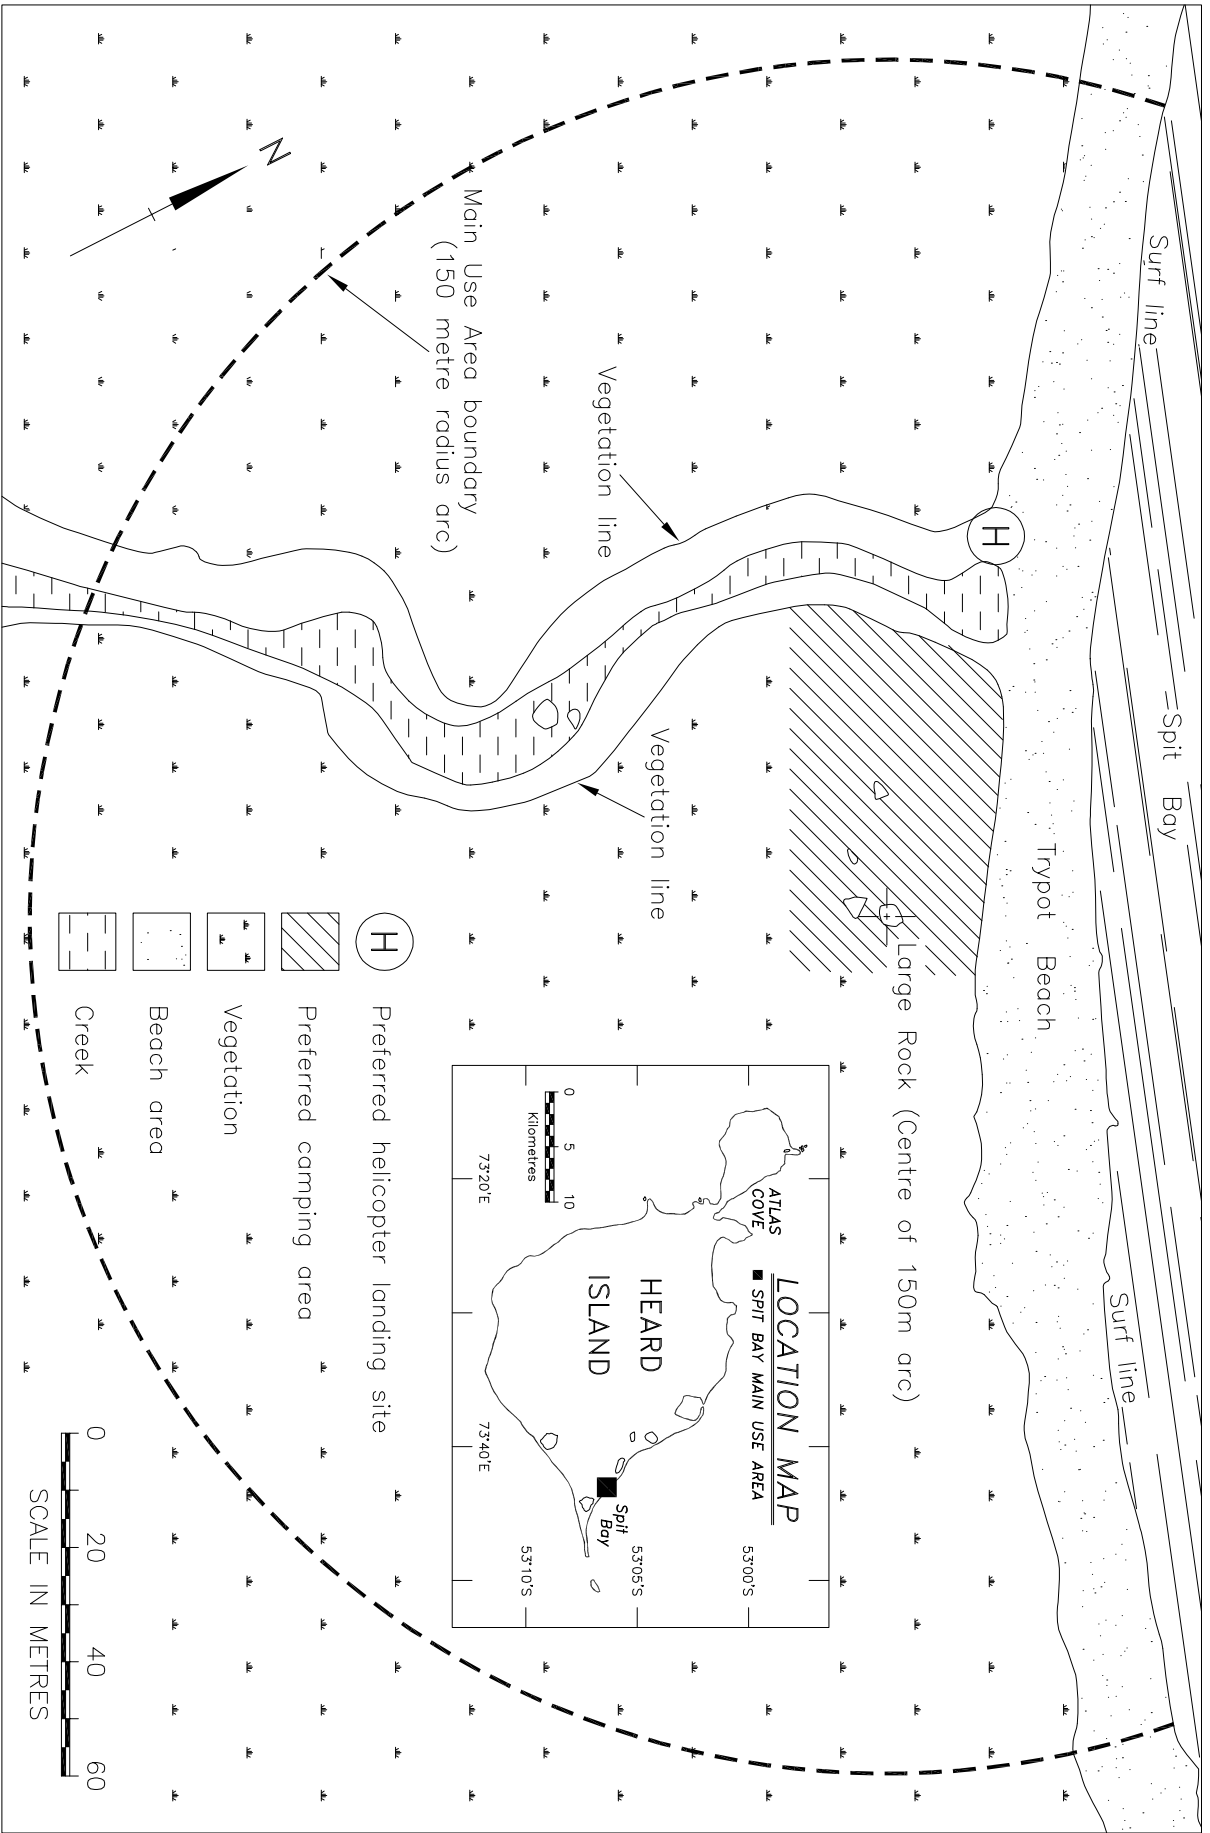 Surf line
Spit Bay
Surf line
Trypot Beach
H
Large Rock (Centre of 150m arc)
N
Main Use Area boundary
(150 metre radius arc)
Vegetation line
Vegetation line
LOCATION MAP
SPIT BAY MAIN USE AREA
ATLAS
COVE
HEARD
ISLAND
Spit
Bay
53°00'S
53°05'S
53°10'S
73°20'E
73°40'E
0 5 10
Kilometres
H Preferred helicopter landing site
Preferred camping area
Vegetation
Beach area
Creek
0 20 40 60
SCALE IN METRES